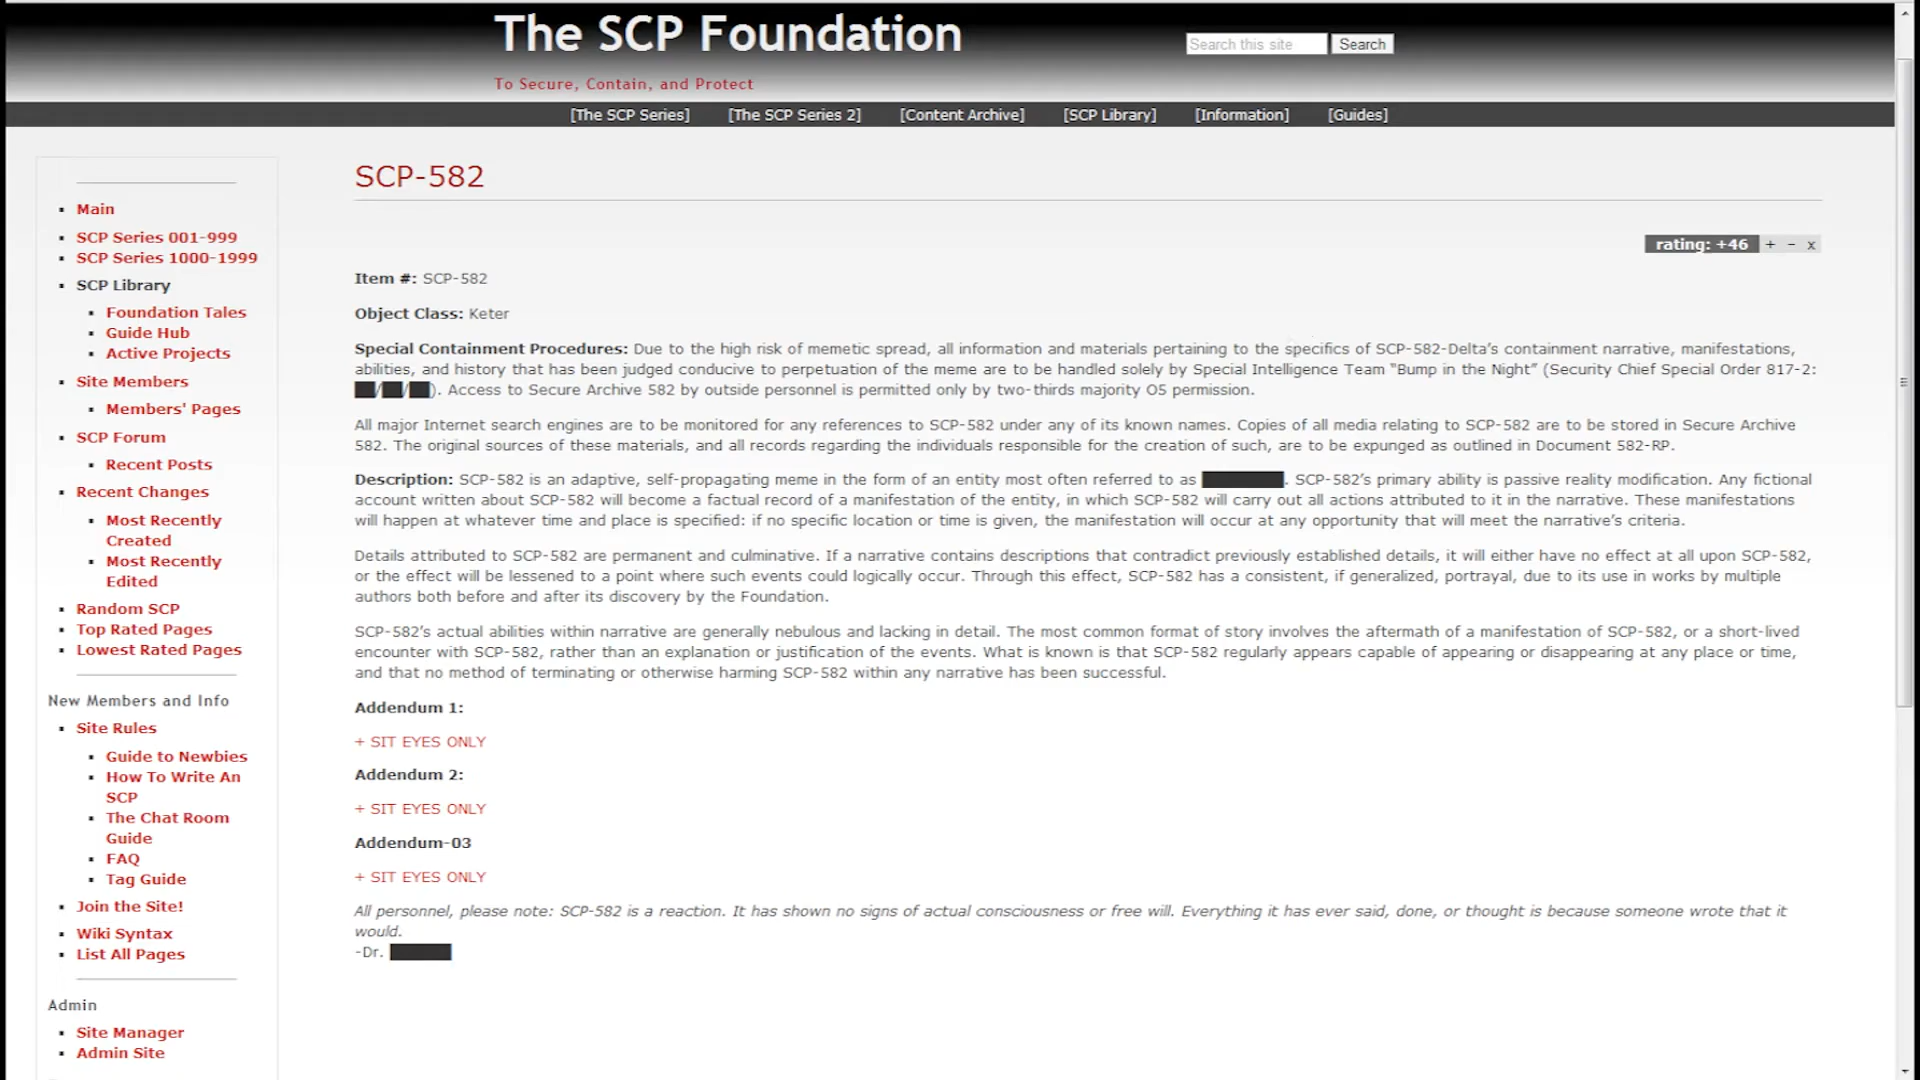 The SCP Foundation
Search this site
Search
To Secure, Contain, and Protect
[The SCP Series]
[The SCP Series 2]
[Content Archive]
[SCP Library]
[Information]
[Guides]
Main
SCP Series 001-999
SCP Series 1000-1999
SCP Library
Foundation Tales
Guide Hub
Active Projects
Site Members
Members' Pages
SCP Forum
Recent Posts
Recent Changes
Most Recently
Created
Most Recently
Edited
Random SCP
Top Rated Pages
Lowest Rated Pages
New Members and Info
Site Rules
Guide to Newbies
How To Write An
SCP
The Chat Room
Guide
FAQ
Tag Guide
Join the Site!
Wiki Syntax
List All Pages
Admin
Site Manager
Admin Site
SCP-582
rating: +46 + − x
Item #: SCP-582
Object Class: Keter
Special Containment Procedures: Due to the high risk of memetic spread, all information and materials pertaining to the specifics of SCP-582-Delta’s containment narrative, manifestations,
abilities, and history that has been judged conducive to perpetuation of the meme are to be handled solely by Special Intelligence Team “Bump in the Night” (Security Chief Special Order 817-2:
██/██/██). Access to Secure Archive 582 by outside personnel is permitted only by two-thirds majority O5 permission.
All major Internet search engines are to be monitored for any references to SCP-582 under any of its known names. Copies of all media relating to SCP-582 are to be stored in Secure Archive
582. The original sources of these materials, and all records regarding the individuals responsible for the creation of such, are to be expunged as outlined in Document 582-RP.
Description: SCP-582 is an adaptive, self-propagating meme in the form of an entity most often referred to as ████████. SCP-582’s primary ability is passive reality modification. Any fictional
account written about SCP-582 will become a factual record of a manifestation of the entity, in which SCP-582 will carry out all actions attributed to it in the narrative. These manifestations
will happen at whatever time and place is specified: if no specific location or time is given, the manifestation will occur at any opportunity that will meet the narrative’s criteria.
Details attributed to SCP-582 are permanent and culminative. If a narrative contains descriptions that contradict previously established details, it will either have no effect at all upon SCP-582,
or the effect will be lessened to a point where such events could logically occur. Through this effect, SCP-582 has a consistent, if generalized, portrayal, due to its use in works by multiple
authors both before and after its discovery by the Foundation.
SCP-582’s actual abilities within narrative are generally nebulous and lacking in detail. The most common format of story involves the aftermath of a manifestation of SCP-582, or a short-lived
encounter with SCP-582, rather than an explanation or justification of the events. What is known is that SCP-582 regularly appears capable of appearing or disappearing at any place or time,
and that no method of terminating or otherwise harming SCP-582 within any narrative has been successful.
Addendum 1:
+ SIT EYES ONLY
Addendum 2:
+ SIT EYES ONLY
Addendum-03
+ SIT EYES ONLY
All personnel, please note: SCP-582 is a reaction. It has shown no signs of actual consciousness or free will. Everything it has ever said, done, or thought is because someone wrote that it
would.
-Dr. ██████